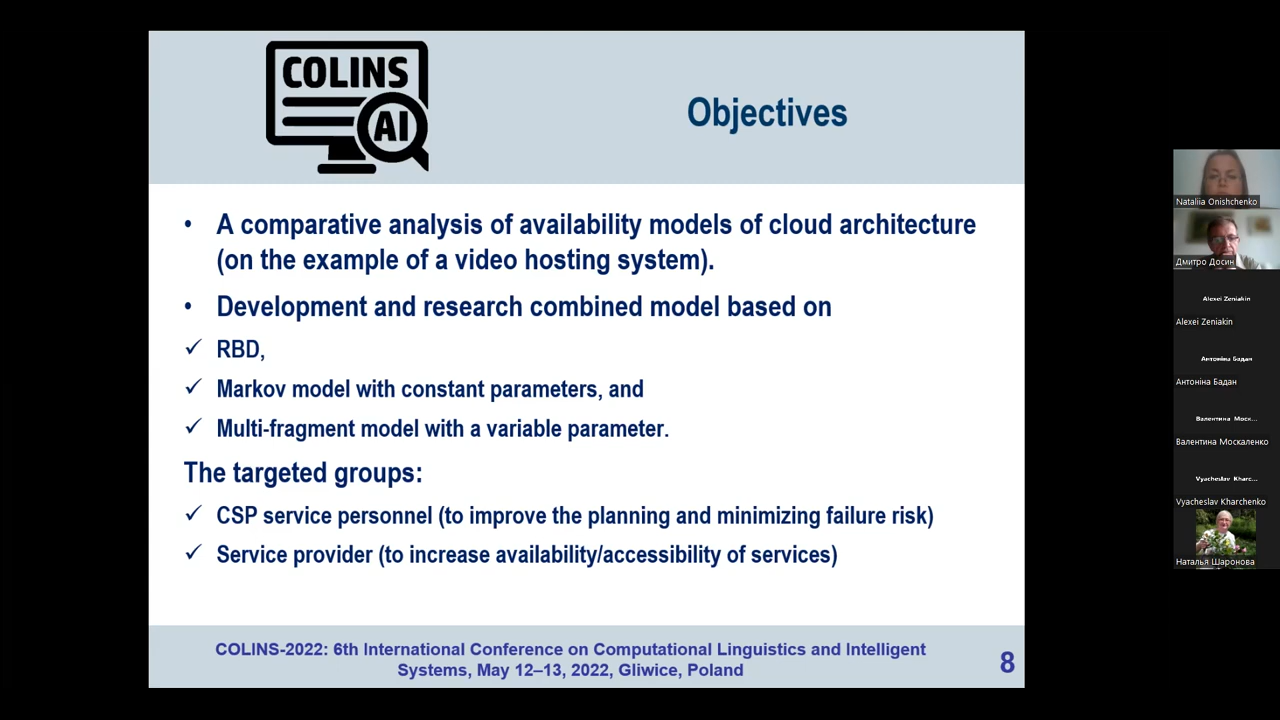 COLINS
AI
Objectives
• A comparative analysis of availability models of cloud architecture
(on the example of a video hosting system).
• Development and research combined model based on
✓ RBD,
✓ Markov model with constant parameters, and
✓ Multi-fragment model with a variable parameter.
The targeted groups:
✓ CSP service personnel (to improve the planning and minimizing failure risk)
✓ Service provider (to increase availability/accessibility of services)
COLINS-2022: 6th International Conference on Computational Linguistics and Intelligent
Systems, May 12–13, 2022, Gliwice, Poland
8
Nataliia Onishchenko
Дмитро Досин
Alexei Zeniakin
Alexei Zeniakin
Антоніна Бадан
Антоніна Бадан
Валентина Моск...
Валентина Москаленко
Vyacheslav Kharc...
Vyacheslav Kharchenko
Наталья Шаронова